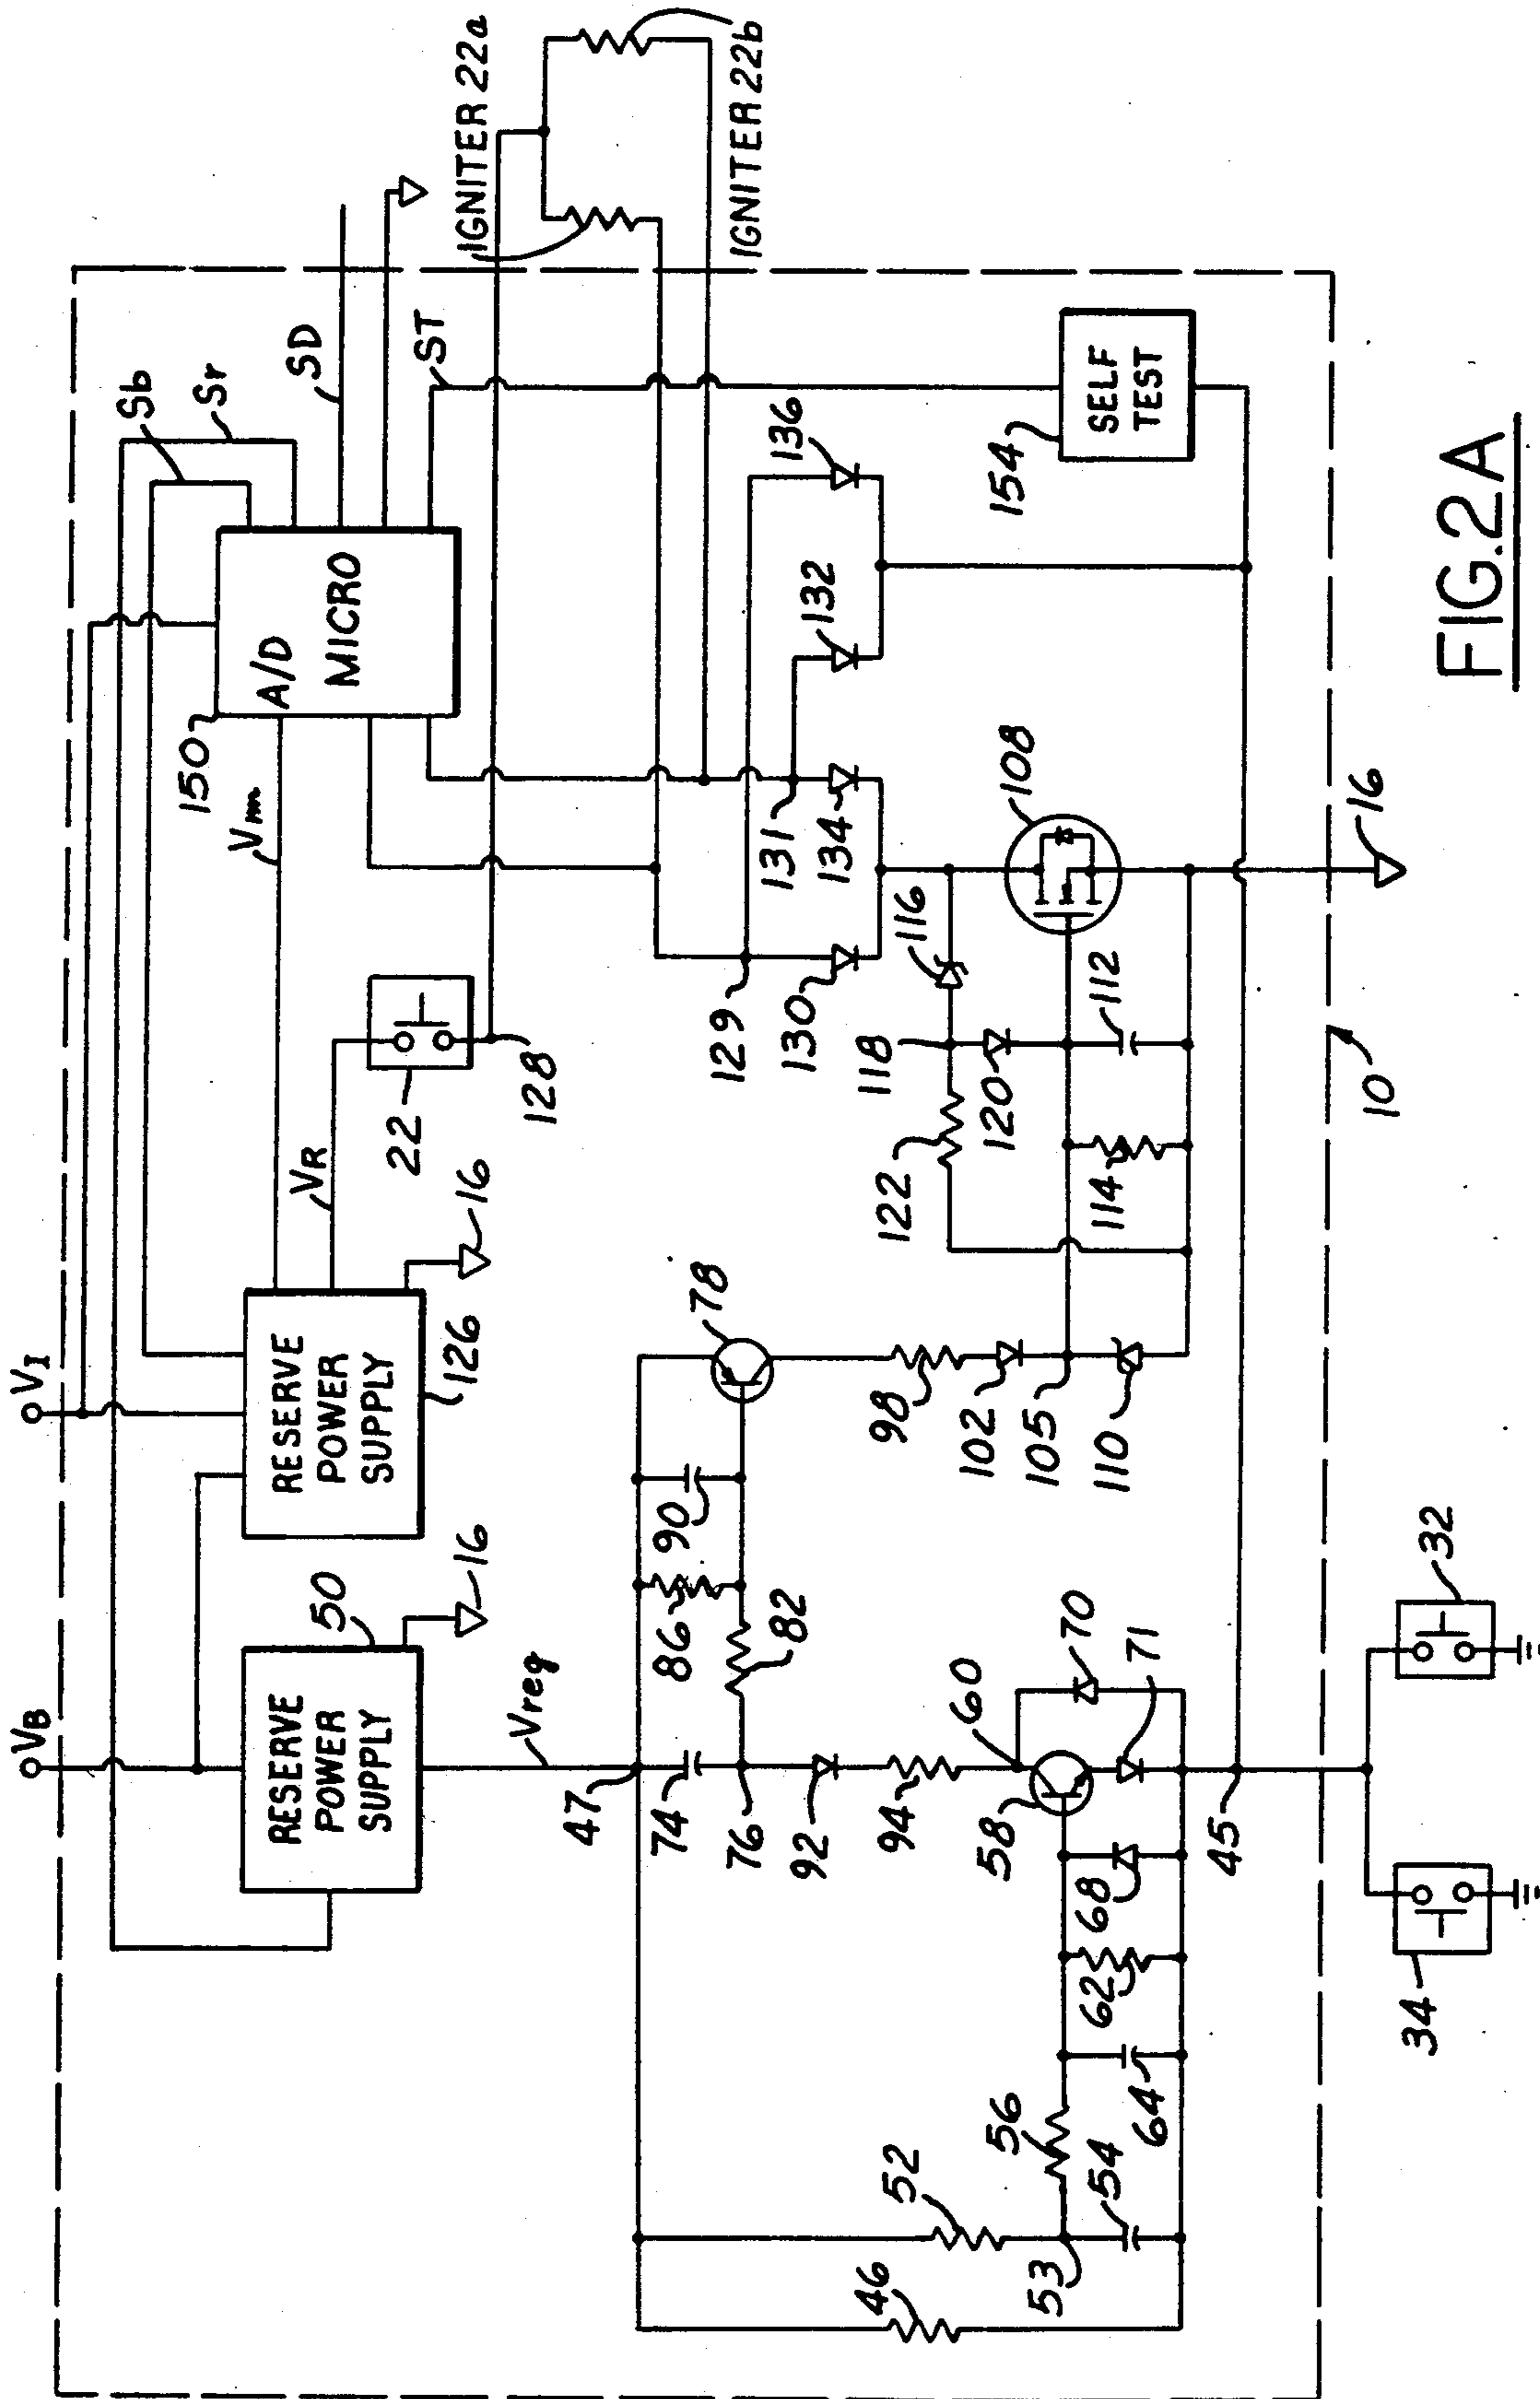 VI
VB
Sb
Sr
SD
ST
150
A/D
MICRO
Vm
IGNITER 22a
IGNITER 22b
RESERVE
POWER
SUPPLY
50
16
RESERVE
POWER
SUPPLY
126
16
VR
22
128
Vreg
47
74
76
86
90
82
78
92
94
98
102
105
110
60
70
71
58
68
62
64
56
52
54
53
46
45
129
131
130
134
132
136
108
116
118
120
122
112
114
154
SELF
TEST
16
10
34
32
FIG.2A